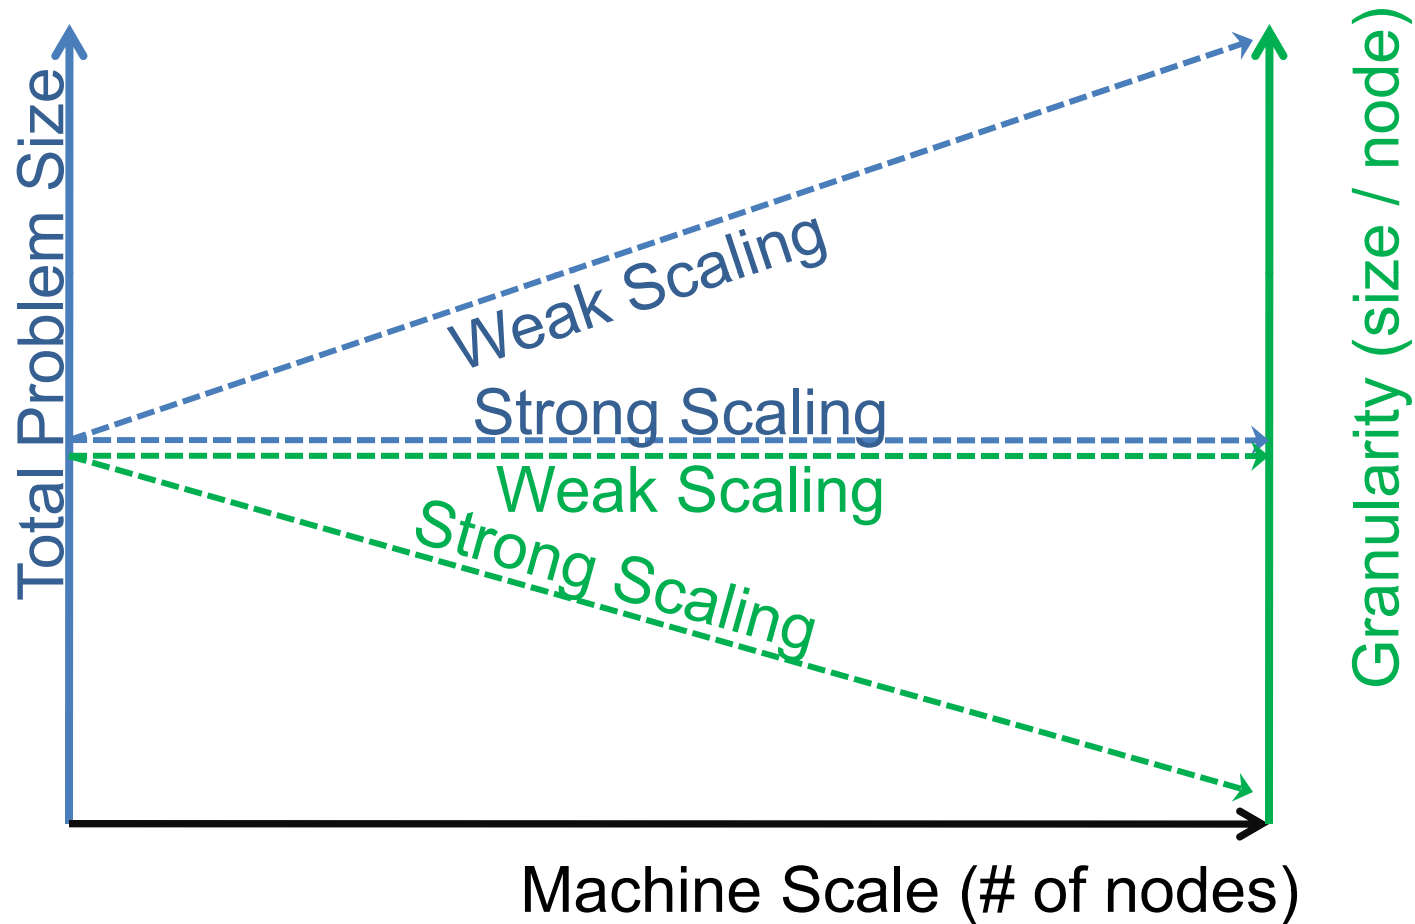 Total Problem Size
Granularity (size / node)
Weak Scaling
Strong Scaling
Weak Scaling
Strong Scaling
Machine Scale (# of nodes)